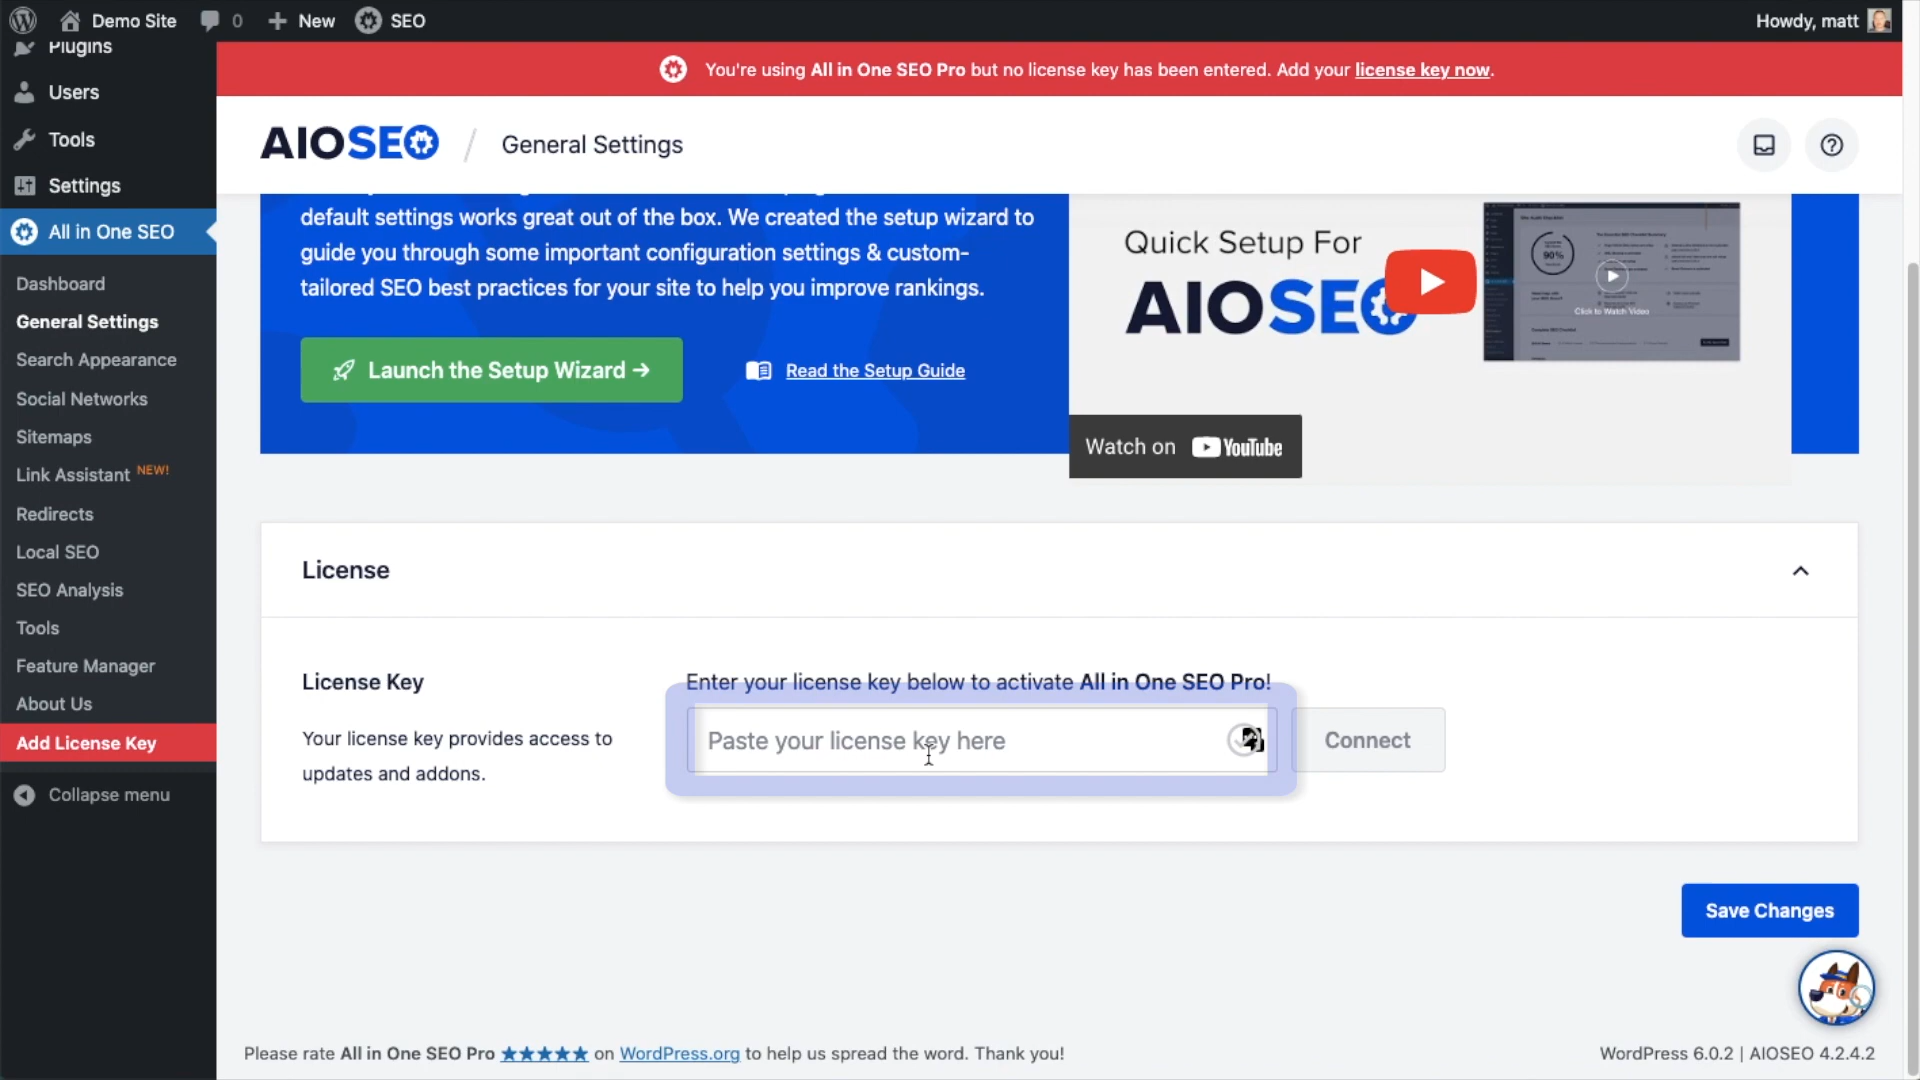 Demo Site 0 New SEO Howdy, matt
Plugins
Users
Tools
Settings
All in One SEO
Dashboard
General Settings
Search Appearance
Social Networks
Sitemaps
Link Assistant NEW!
Redirects
Local SEO
SEO Analysis
Tools
Feature Manager
About Us
Add License Key
Collapse menu
You're using All in One SEO Pro but no license key has been entered. Add your license key now.
AIOSEO / General Settings
default settings works great out of the box. We created the setup wizard to
guide you through some important configuration settings & custom-
tailored SEO best practices for your site to help you improve rankings.
Launch the Setup Wizard →
Read the Setup Guide
Quick Setup For
AIOSEO
90%
Click to Watch Video
Watch on YouTube
License
License Key
Your license key provides access to
updates and addons.
Enter your license key below to activate All in One SEO Pro!
Paste your license key here
Connect
Save Changes
Please rate All in One SEO Pro ★★★★★ on WordPress.org to help us spread the word. Thank you!
WordPress 6.0.2 | AIOSEO 4.2.4.2